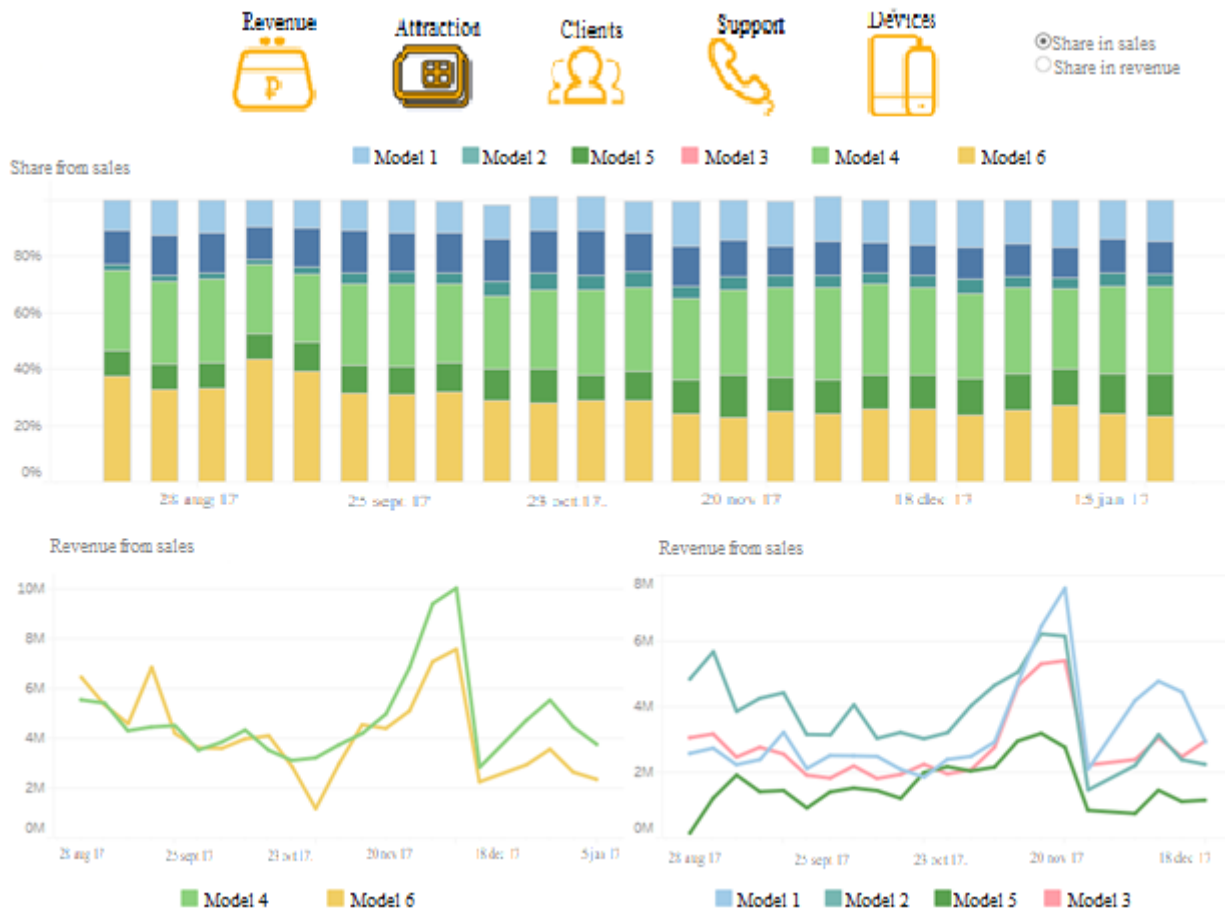 Revenue
Attraction
Clients
Support
Devices
Share in sales
Share in revenue
Model 1 Model 2 Model 5 Model 3 Model 4 Model 6
Share from sales
80%
60%
40%
20%
0%
28 aug 17 25 sept 17 23 oct 17. 20 nov 17 18 dec 17 15 jan 17
Revenue from sales
10M
8M
6M
4M
2M
0M
28 aug 17 25 sept 17 23 oct 17. 20 nov 17 18 dec 17 5 jan 17
Model 4 Model 6
Revenue from sales
8M
6M
4M
2M
0M
28 aug 17 25 sept 17 23 oct 17. 20 nov 17 18 dec 17
Model 1 Model 2 Model 5 Model 3